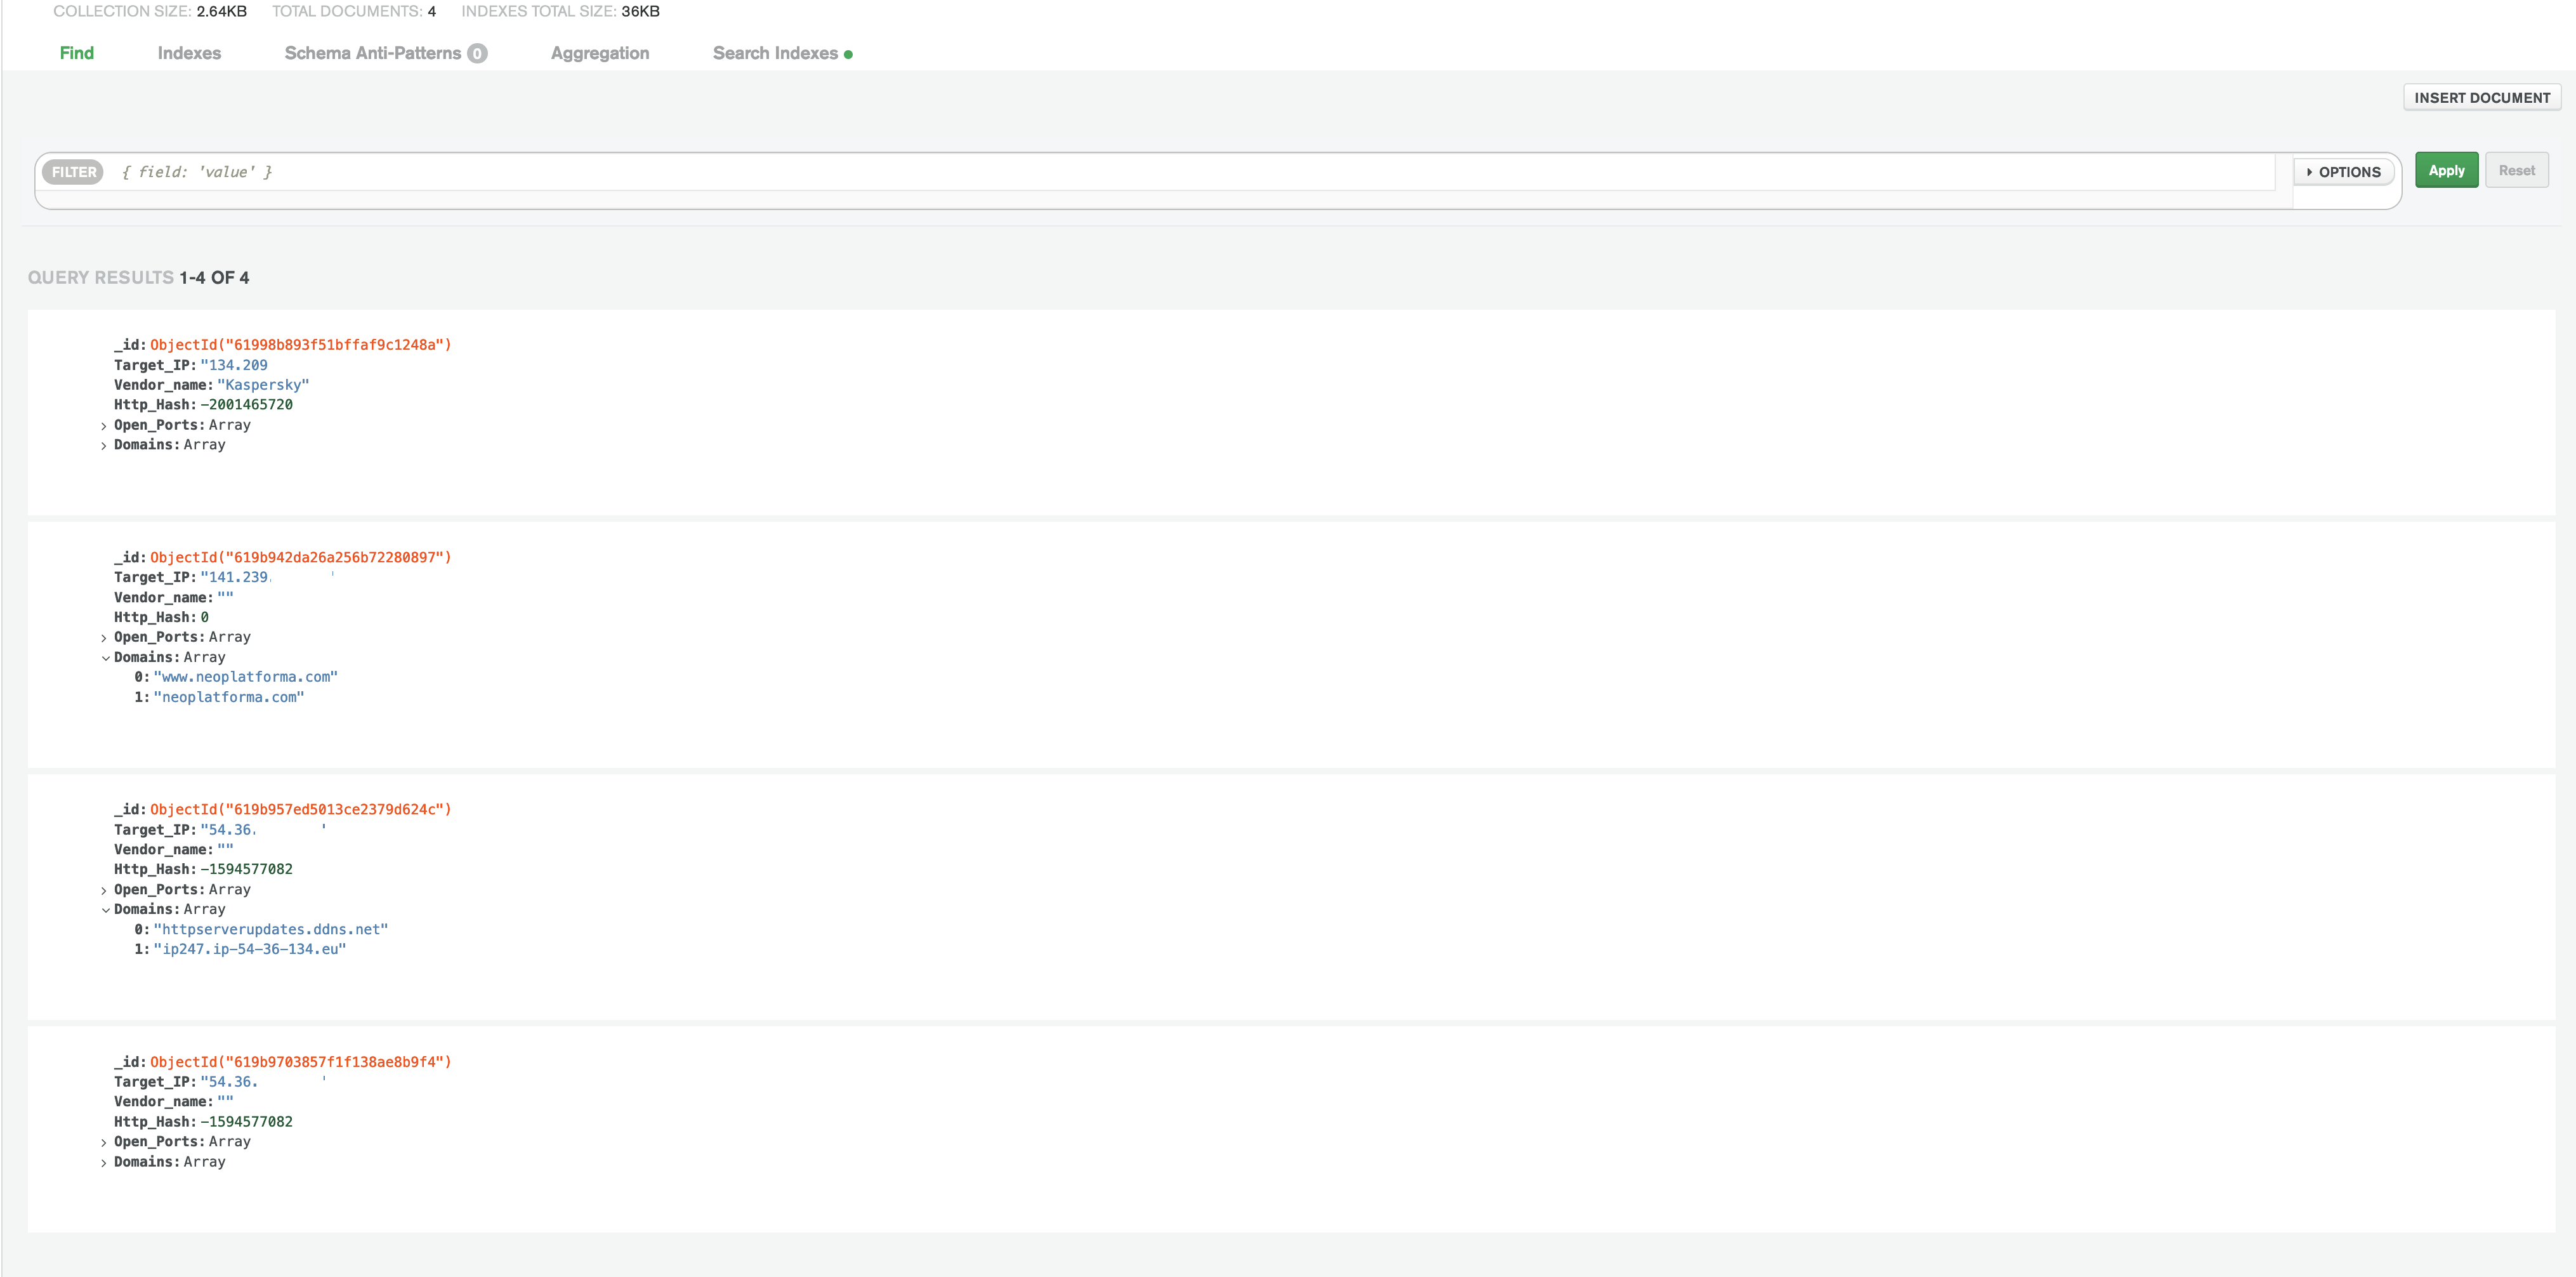 COLLECTION SIZE: 2.64KB TOTAL DOCUMENTS: 4 INDEXES TOTAL SIZE: 36KB
Find Indexes Schema Anti-Patterns 0 Aggregation Search Indexes
INSERT DOCUMENT
FILTER { field: 'value' } OPTIONS Apply Reset
QUERY RESULTS 1-4 OF 4
_id: ObjectId("61998b893f51bffaf9c1248a")
Target_IP: "134.209
Vendor_name: "Kaspersky"
Http_Hash: -2001465720
Open_Ports: Array
Domains: Array
_id: ObjectId("619b942da26a256b72280897")
Target_IP: "141.239.
Vendor_name: ""
Http_Hash: 0
Open_Ports: Array
Domains: Array
0: "www.neoplatforma.com"
1: "neoplatforma.com"
_id: ObjectId("619b957ed5013ce2379d624c")
Target_IP: "54.36.
Vendor_name: ""
Http_Hash: -1594577082
Open_Ports: Array
Domains: Array
0: "httpserverupdates.ddns.net"
1: "ip247.ip-54-36-134.eu"
_id: ObjectId("619b9703857f1f138ae8b9f4")
Target_IP: "54.36.
Vendor_name: ""
Http_Hash: -1594577082
Open_Ports: Array
Domains: Array